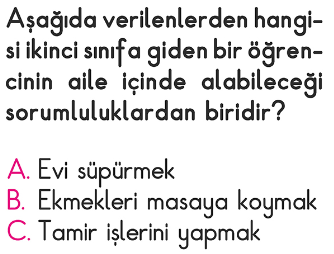 Aşağıda verilenlerden hangi-
si ikinci sınıfa giden bir öğren-
cinin aile içinde alabileceği
sorumluluklardan biridir?
A. Evi süpürmek
B. Ekmekleri masaya koymak
C. Tamir işlerini yapmak